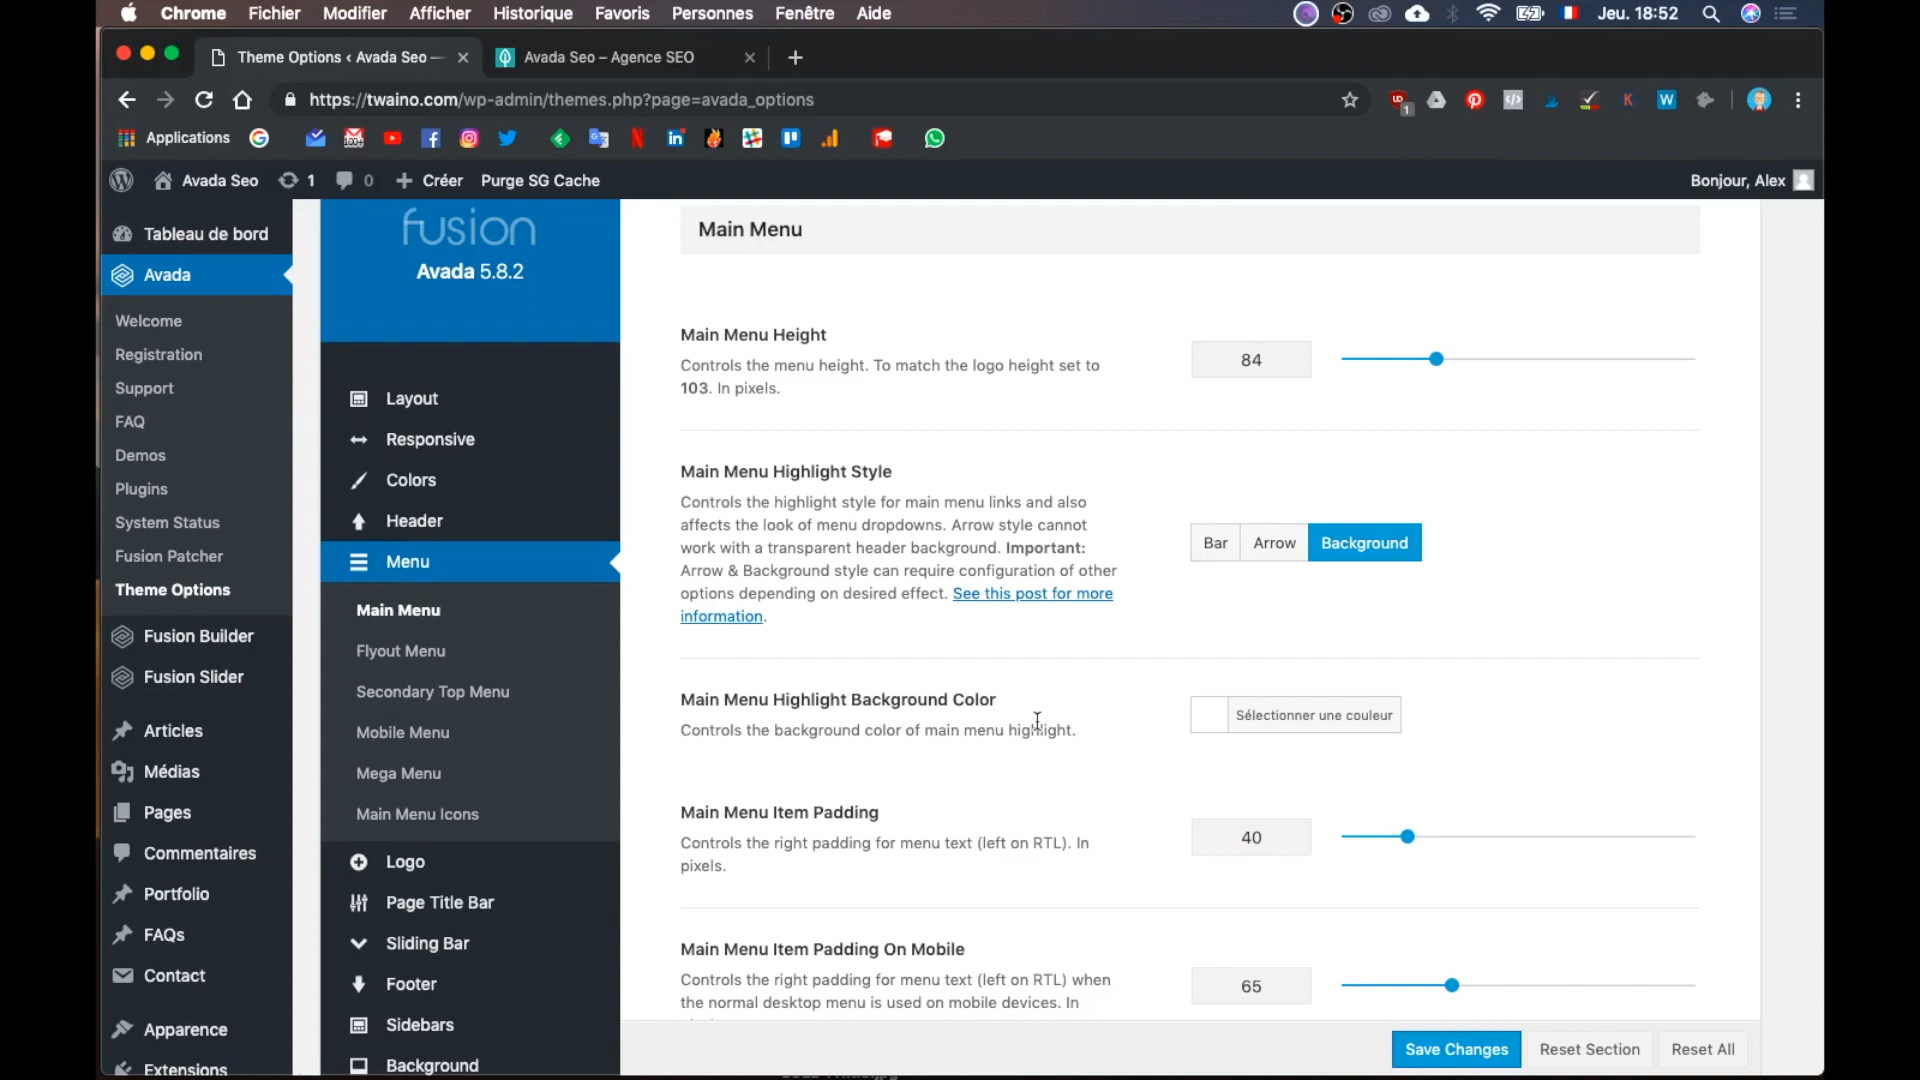 Chrome Fichier Modifier Afficher Historique Favoris Personnes Fenêtre Aide Jeu. 18:52
Theme Options ‹ Avada Seo — Avada Seo – Agence SEO
https://twaino.com/wp-admin/themes.php?page=avada_options
Applications
Avada Seo 1 0 Créer Purge SG Cache Bonjour, Alex
Tableau de bord
Avada
Welcome
Registration
Support
FAQ
Demos
Plugins
System Status
Fusion Patcher
Theme Options
Fusion Builder
Fusion Slider
Articles
Médias
Pages
Commentaires
Portfolio
FAQs
Contact
Apparence
Extensions
fusion
Avada 5.8.2
Layout
Responsive
Colors
Header
Menu
Main Menu
Flyout Menu
Secondary Top Menu
Mobile Menu
Mega Menu
Main Menu Icons
Logo
Page Title Bar
Sliding Bar
Footer
Sidebars
Background
Main Menu
Main Menu Height
Controls the menu height. To match the logo height set to
103. In pixels.
84
Main Menu Highlight Style
Controls the highlight style for main menu links and also
affects the look of menu dropdowns. Arrow style cannot
work with a transparent header background. Important:
Arrow & Background style can require configuration of other
options depending on desired effect. See this post for more
information.
Bar Arrow Background
Main Menu Highlight Background Color
Controls the background color of main menu highlight.
Sélectionner une couleur
Main Menu Item Padding
Controls the right padding for menu text (left on RTL). In
pixels.
40
Main Menu Item Padding On Mobile
Controls the right padding for menu text (left on RTL) when
the normal desktop menu is used on mobile devices. In
65
Save Changes Reset Section Reset All